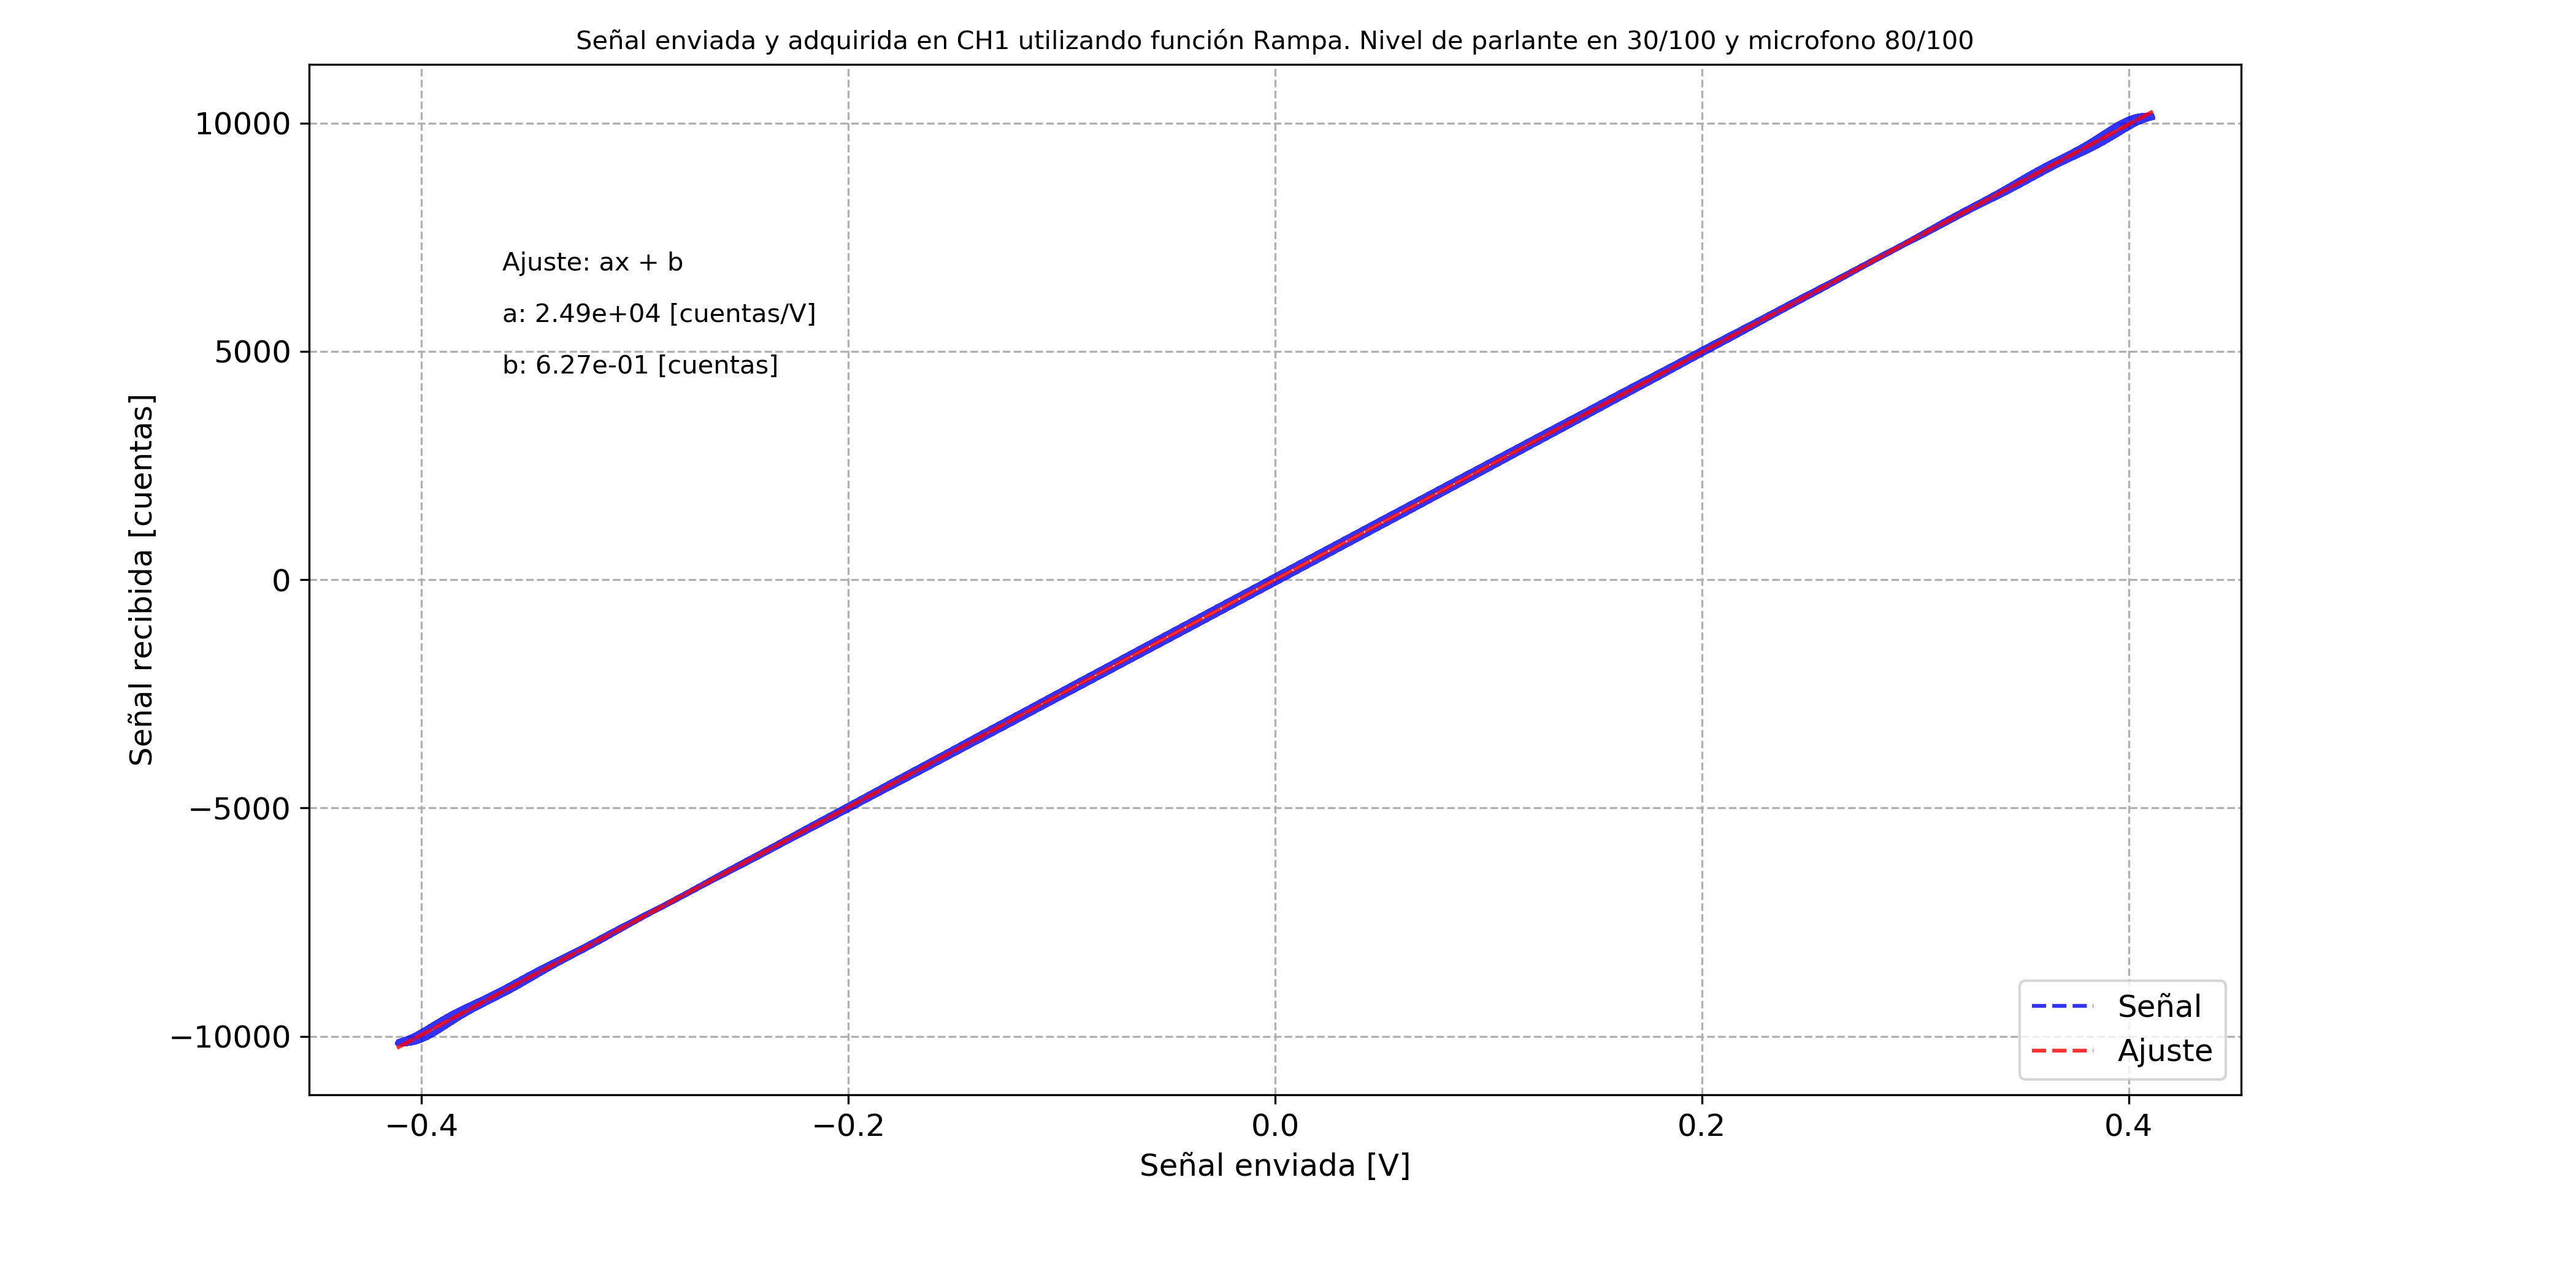 Señal enviada y adquirida en CH1 utilizando función Rampa. Nivel de parlante en 30/100 y microfono 80/100
10000
5000
0
−5000
−10000
Señal recibida [cuentas]
Ajuste: ax + b
a: 2.49e+04 [cuentas/V]
b: 6.27e-01 [cuentas]
Señal
Ajuste
−0.4
−0.2
0.0
0.2
0.4
Señal enviada [V]